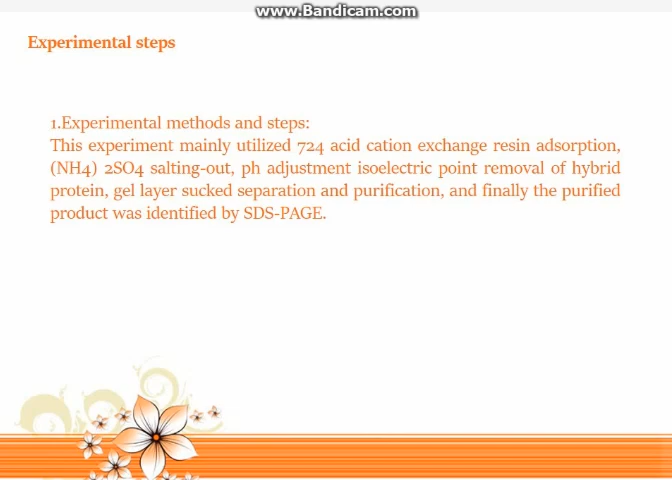 www.Bandicam.com
Experimental steps
1.Experimental methods and steps:
This experiment mainly utilized 724 acid cation exchange resin adsorption,
(NH4) 2SO4 salting-out, ph adjustment isoelectric point removal of hybrid
protein, gel layer sucked separation and purification, and finally the purified
product was identified by SDS-PAGE.